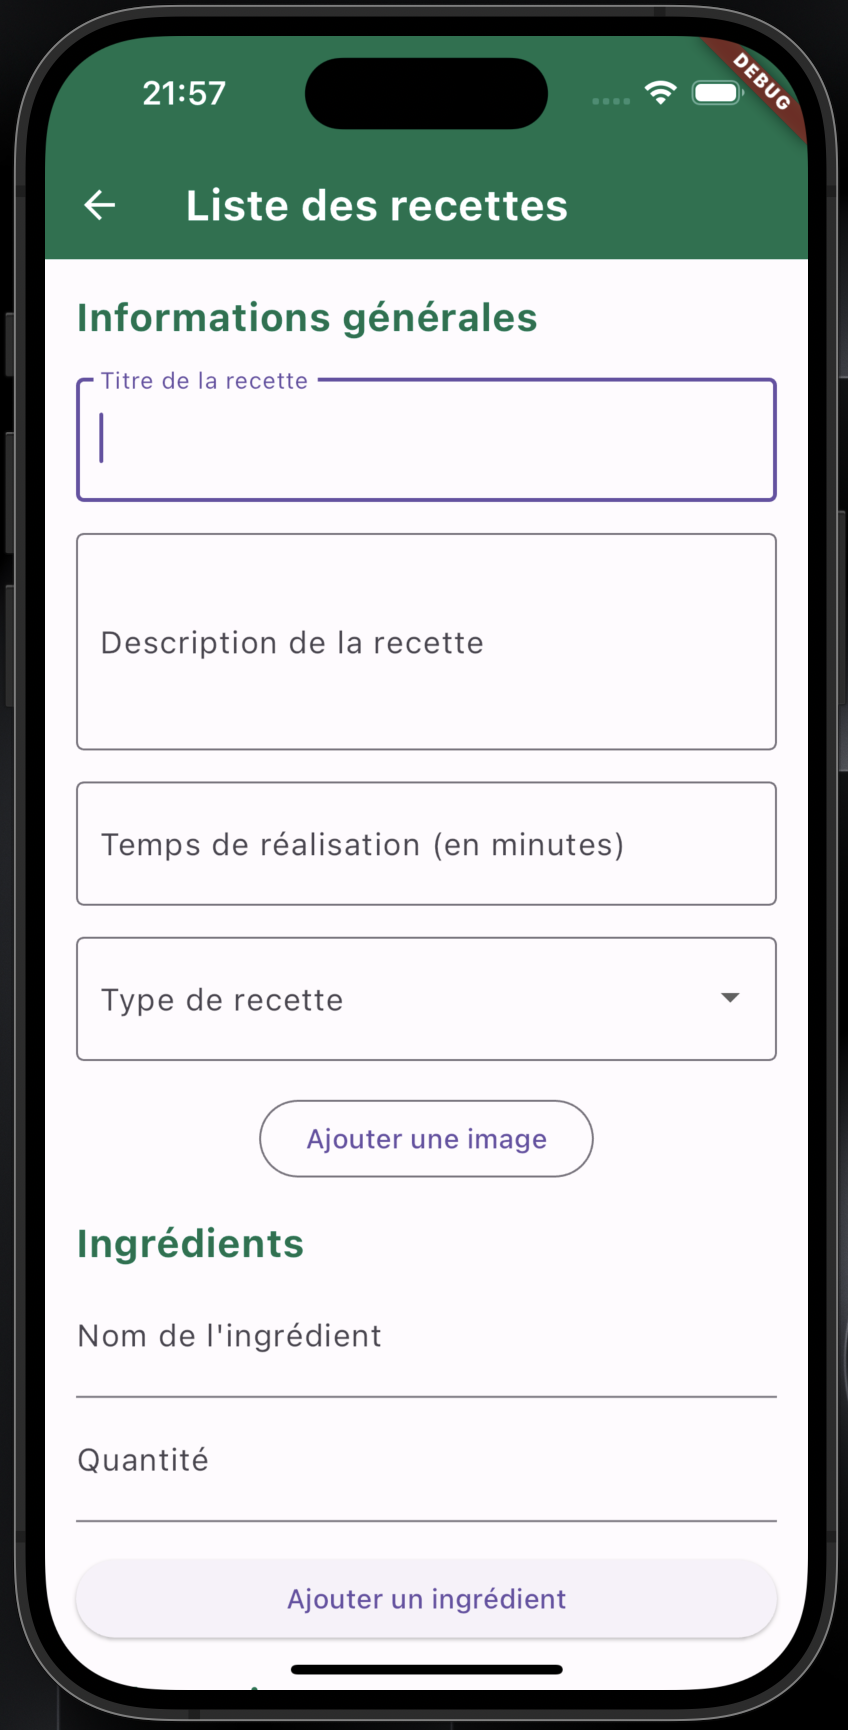 21:57
DEBUG
Liste des recettes
Informations générales
Titre de la recette
Description de la recette
Temps de réalisation (en minutes)
Type de recette
Ajouter une image
Ingrédients
Nom de l'ingrédient
Quantité
Ajouter un ingrédient